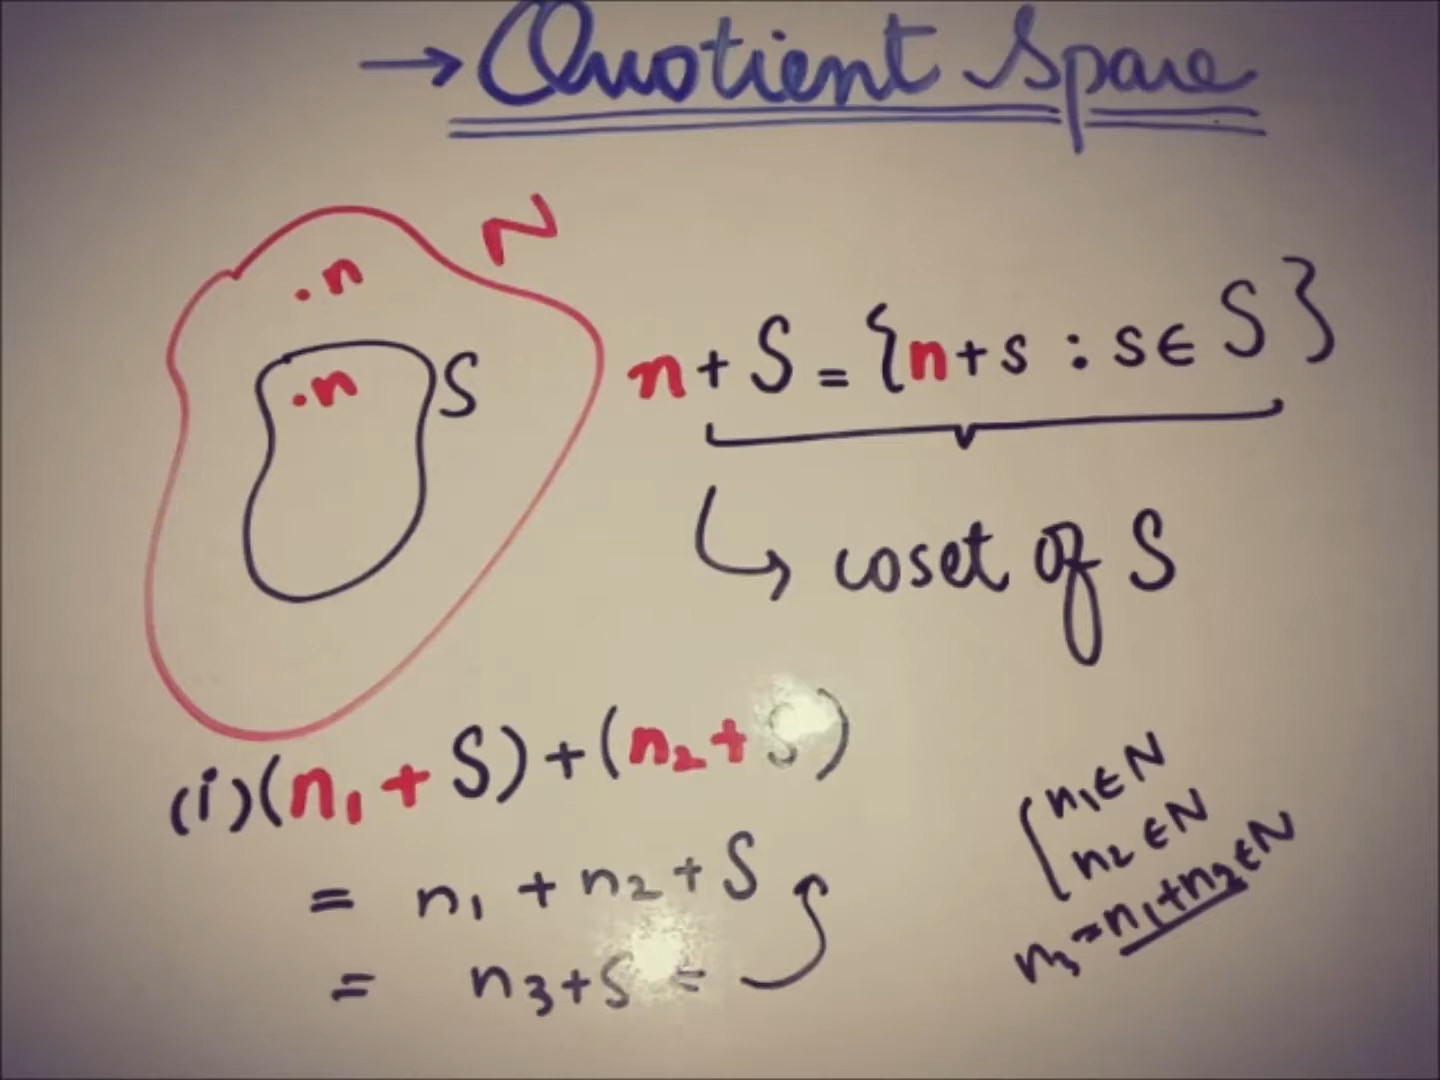 → Quotient Space
N
.n
.n
S
n + S = {n+s : s∈ S}
↳ coset of S
(i) (n₁ + S) + (n₂ + S)
= n₁ + n₂ + S
= n₃+S =
n₁∈N
n₂ ∈N
n₃ = n₁+n₂∈N